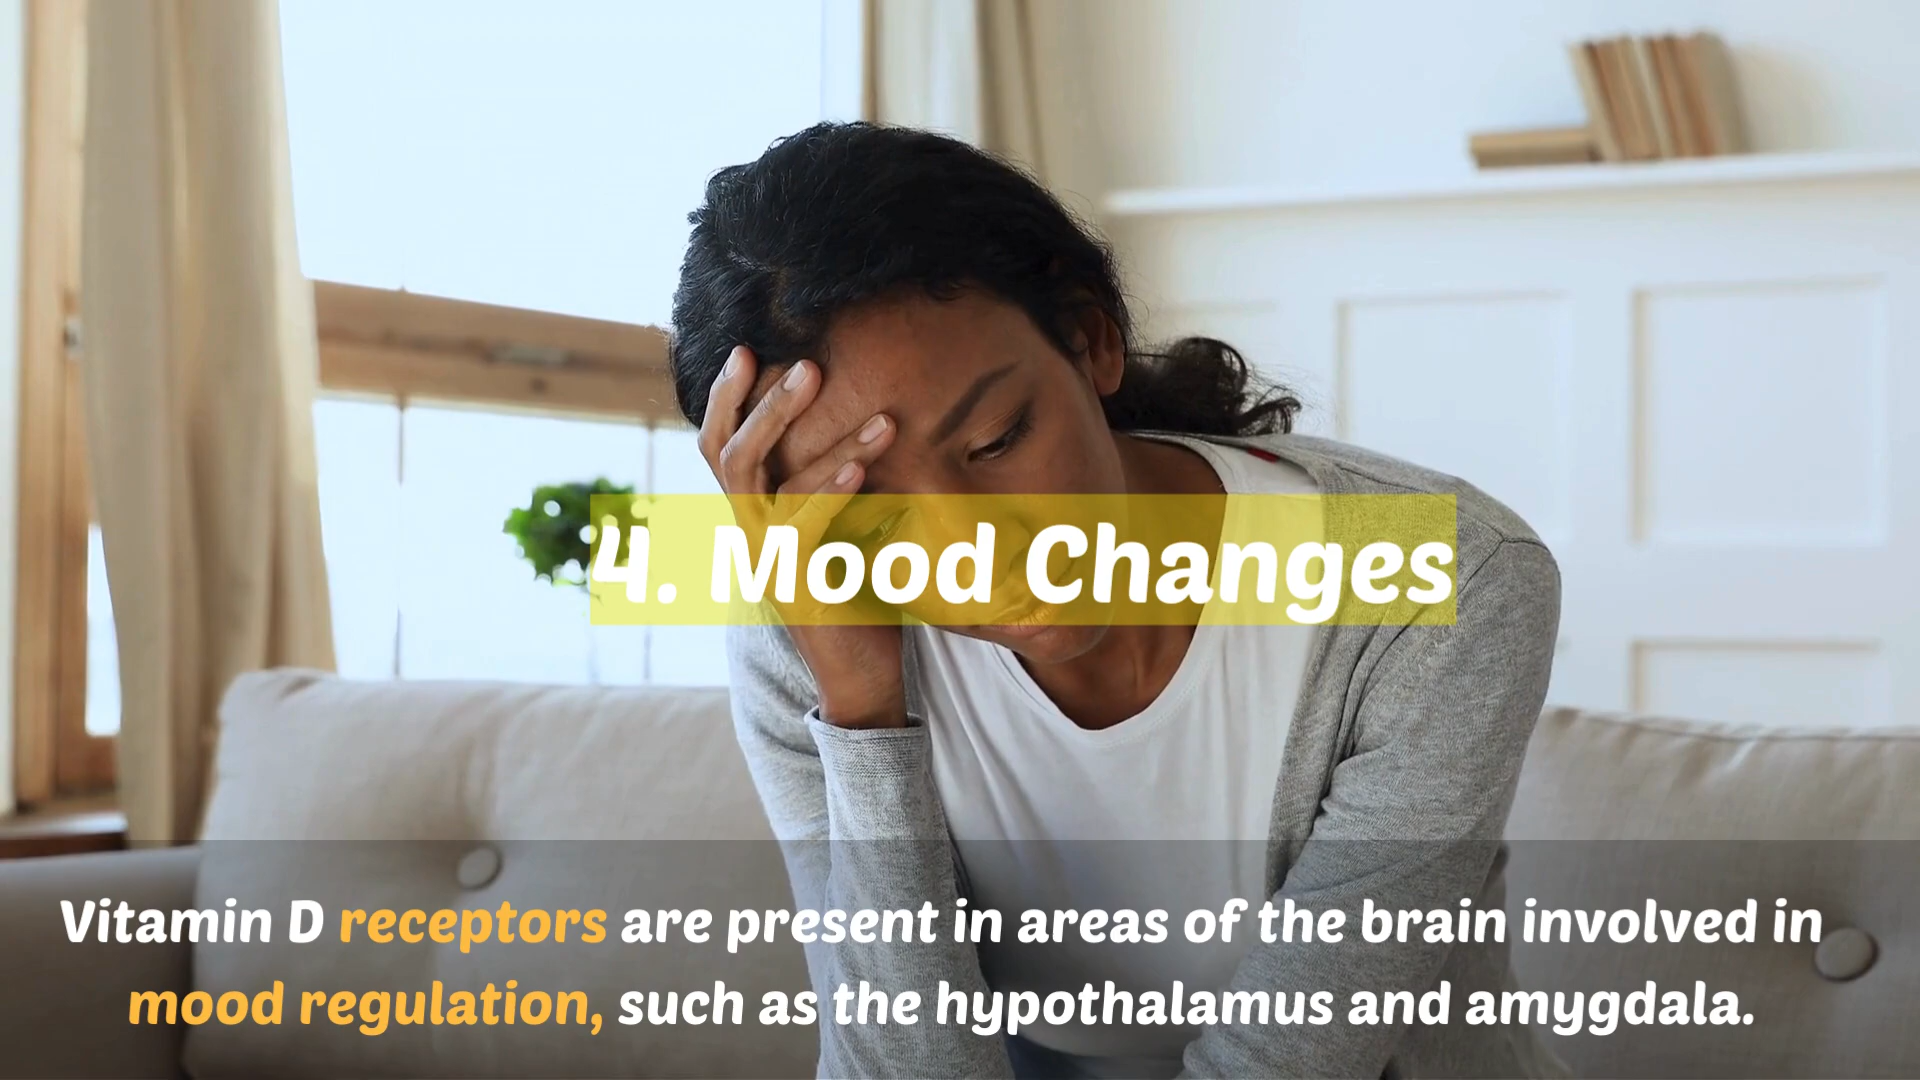 4. Mood Changes
Vitamin D receptors are present in areas of the brain involved in
mood regulation, such as the hypothalamus and amygdala.